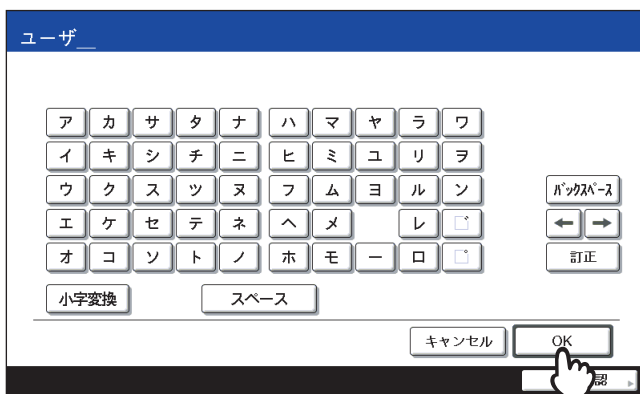 ユーザ__
ア カ サ タ ナ ハ マ ヤ ラ ワ
イ キ シ チ ニ ヒ ミ ユ リ ヲ
ウ ク ス ツ ヌ フ ム ヨ ル ン
バックスペース
エ ケ セ テ ネ ヘ メ レ ゛
← →
オ コ ソ ト ノ ホ モ ー ロ ゜
訂正
小字変換 スペース
キャンセル OK
認